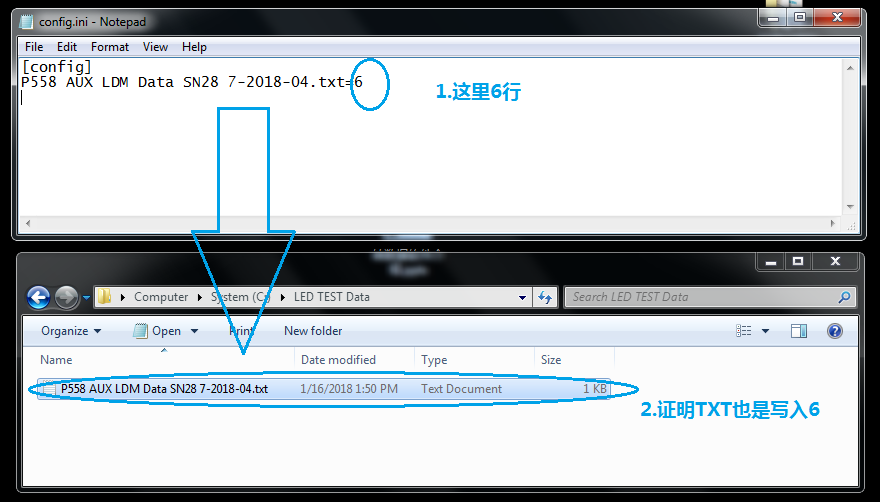 config.ini - Notepad
File Edit Format View Help
[config]
P558 AUX LDM Data SN28 7-2018-04.txt=6
1.这里6行
Computer System (C:) LED TEST Data
Search LED TEST Data
Organize Open Print New folder
Name Date modified Type Size
P558 AUX LDM Data SN28 7-2018-04.txt 1/16/2018 1:50 PM Text Document 1 KB
2.证明TXT也是写入6